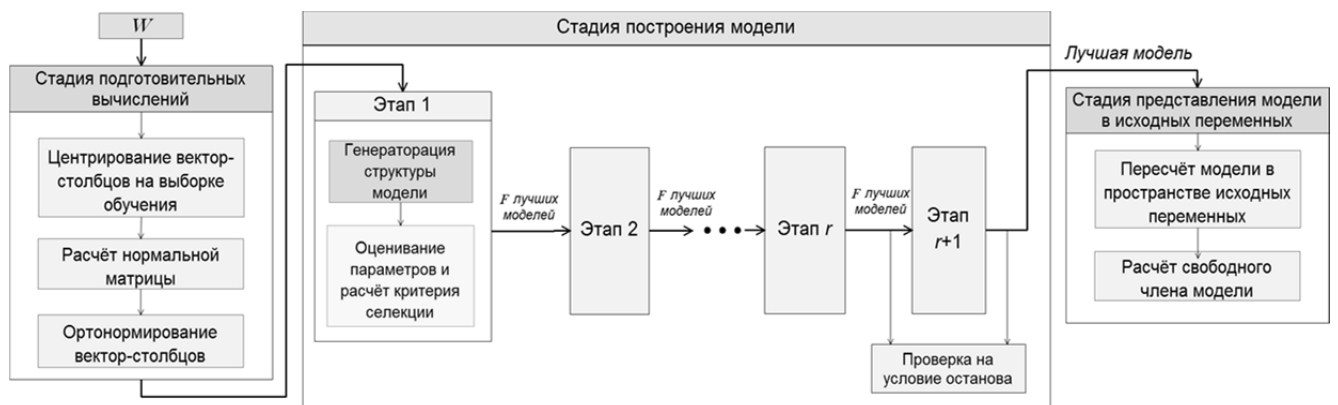 W
Стадия подготовительных
вычислений
Центрирование вектор-
столбцов на выборке
обучения
Расчёт нормальной
матрицы
Ортонормирование
вектор-столбцов
Стадия построения модели
Этап 1
Генераторация
структуры
модели
Оценивание
параметров и
расчёт критерия
селекции
F лучших
моделей
Этап 2
F лучших
моделей
Этап r
F лучших
моделей
Этап
r+1
Проверка на
условие останова
Лучшая модель
Стадия представления модели
в исходных переменных
Пересчёт модели в
пространстве исходных
переменных
Расчёт свободного
члена модели